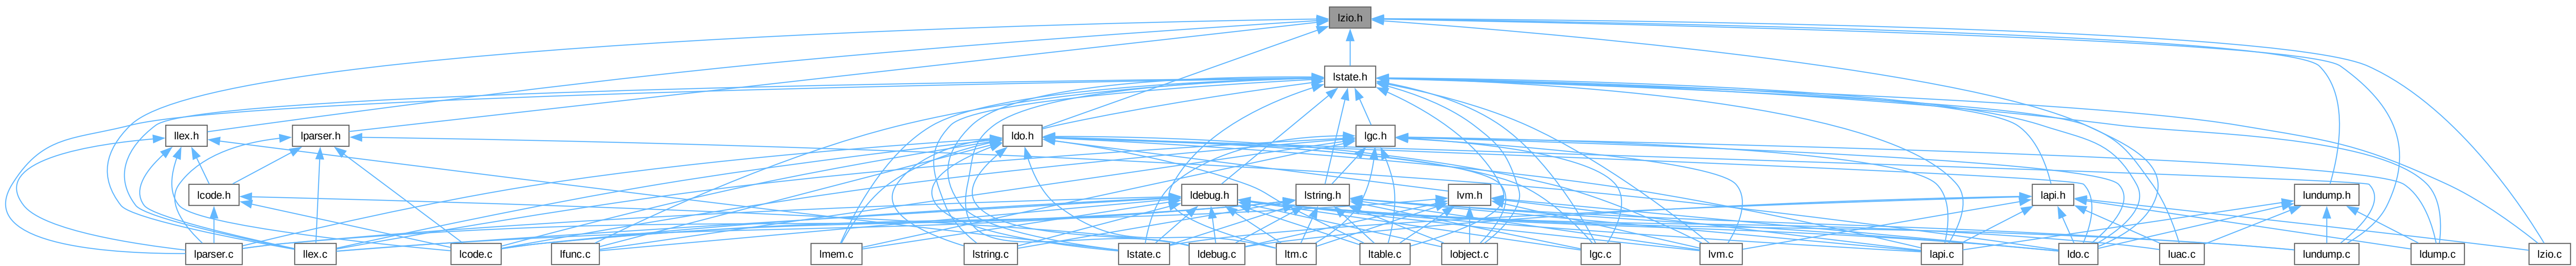 lzio.h
lstate.h
llex.h
lparser.h
ldo.h
lgc.h
lcode.h
ldebug.h
lstring.h
lvm.h
lapi.h
lundump.h
lparser.c
llex.c
lcode.c
lfunc.c
lmem.c
lstring.c
lstate.c
ldebug.c
ltm.c
ltable.c
lobject.c
lgc.c
lvm.c
lapi.c
ldo.c
luac.c
lundump.c
ldump.c
lzio.c